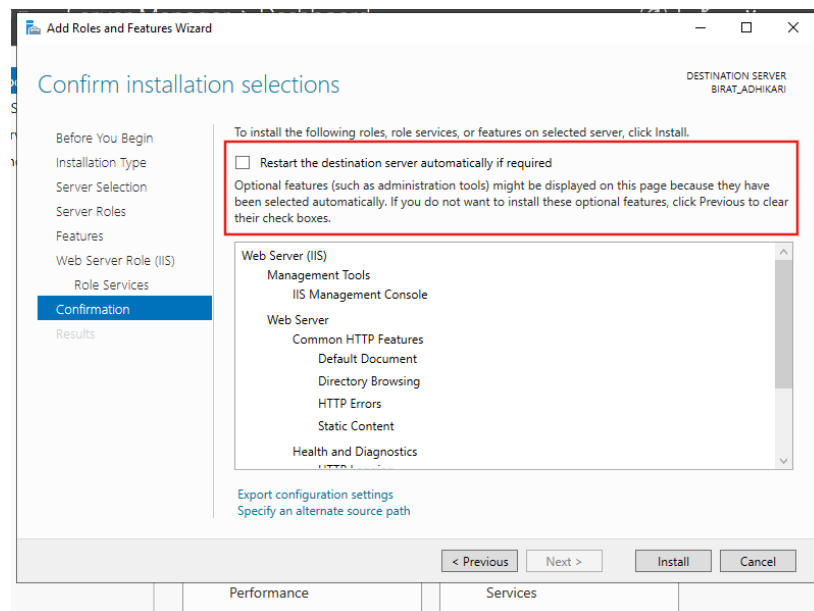 Add Roles and Features Wizard
Confirm installation selections
DESTINATION SERVER
BIRAT_ADHIKARI
Before You Begin
Installation Type
Server Selection
Server Roles
Features
Web Server Role (IIS)
Role Services
Confirmation
Results
To install the following roles, role services, or features on selected server, click Install.
Restart the destination server automatically if required
Optional features (such as administration tools) might be displayed on this page because they have
been selected automatically. If you do not want to install these optional features, click Previous to clear
their check boxes.
Web Server (IIS)
Management Tools
IIS Management Console
Web Server
Common HTTP Features
Default Document
Directory Browsing
HTTP Errors
Static Content
Health and Diagnostics
Export configuration settings
Specify an alternate source path
< Previous
Next >
Install
Cancel
Performance
Services